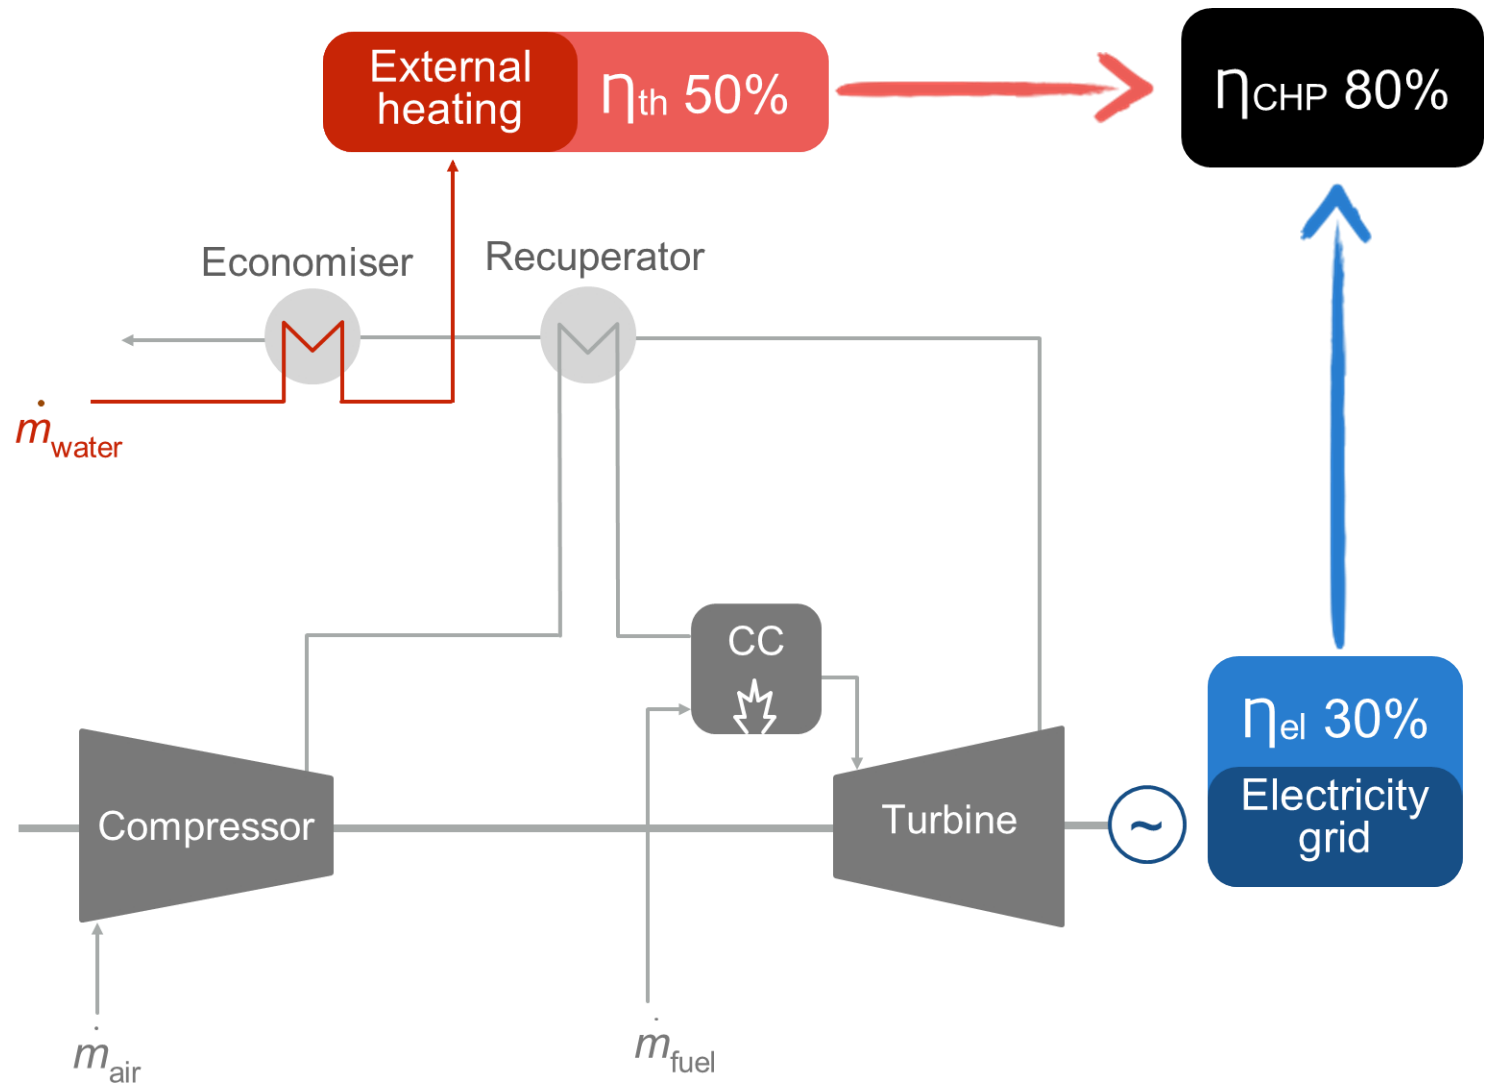 External
heating
ηth 50%
ηCHP 80%
Economiser
Recuperator
ṁwater
CC
Compressor
Turbine
~
ηel 30%
Electricity
grid
ṁair
ṁfuel